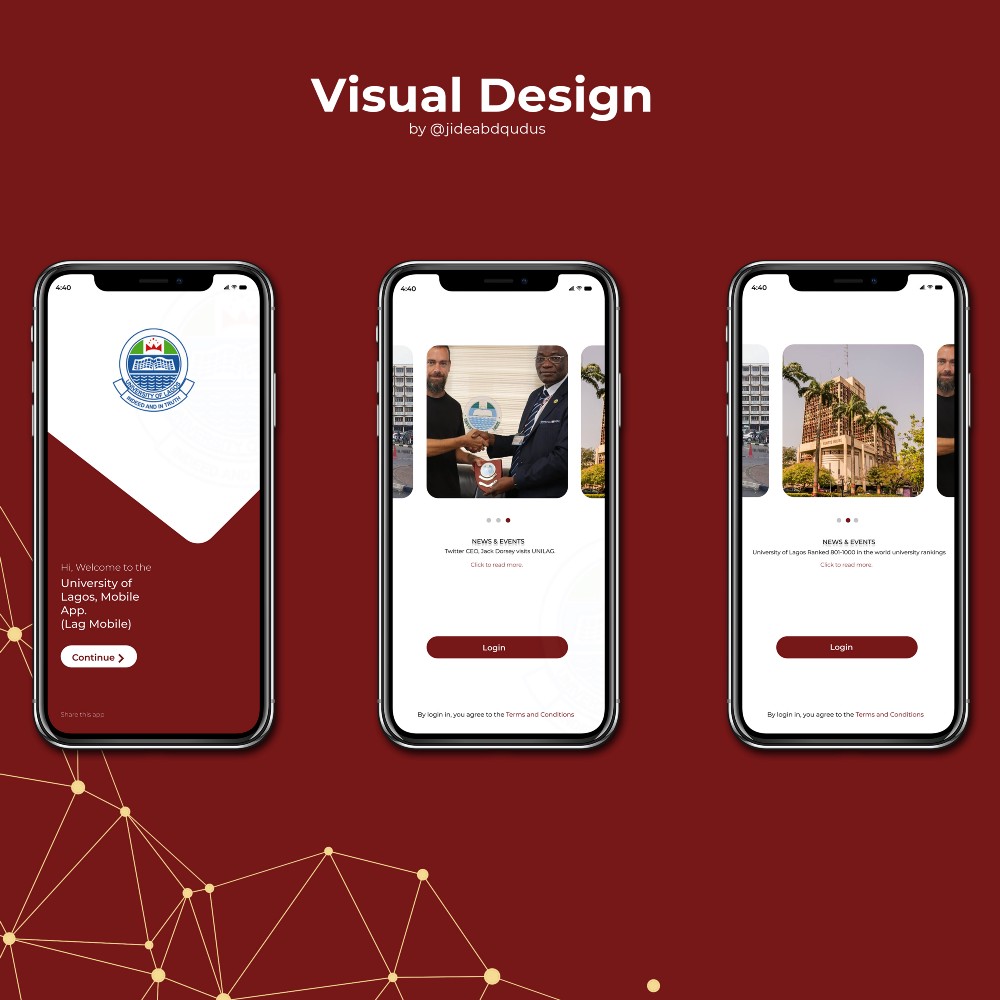 Visual Design
by @jideabdqudus
4:40
UNIVERSITY OF LAGOS
INDEED AND IN TRUTH
Hi, Welcome to the
University of
Lagos, Mobile
App.
(Lag Mobile)
Continue
Share this app
4:40
NEWS & EVENTS
Twitter CEO, Jack Dorsey visits UNILAG
Click to read more.
Login
By login in, you agree to the Terms and Conditions
4:40
NEWS & EVENTS
University of Lagos Ranked 801-1000 in the world university rankings.
Click to read more.
Login
By login in, you agree to the Terms and Conditions